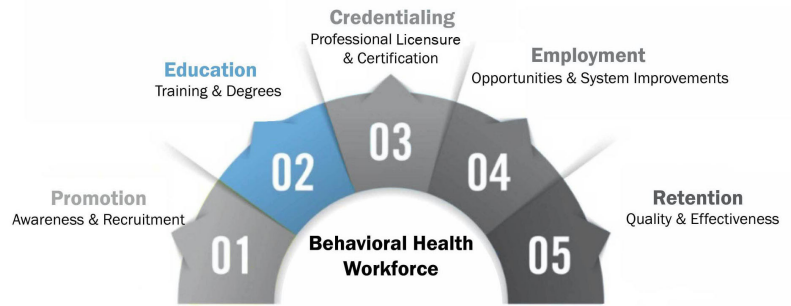 Credentialing
Professional Licensure
& Certification
Education
Training & Degrees
Employment
Opportunities & System Improvements
Promotion
Awareness & Recruitment
Retention
Quality & Effectiveness
01
02
03
04
05
Behavioral Health
Workforce